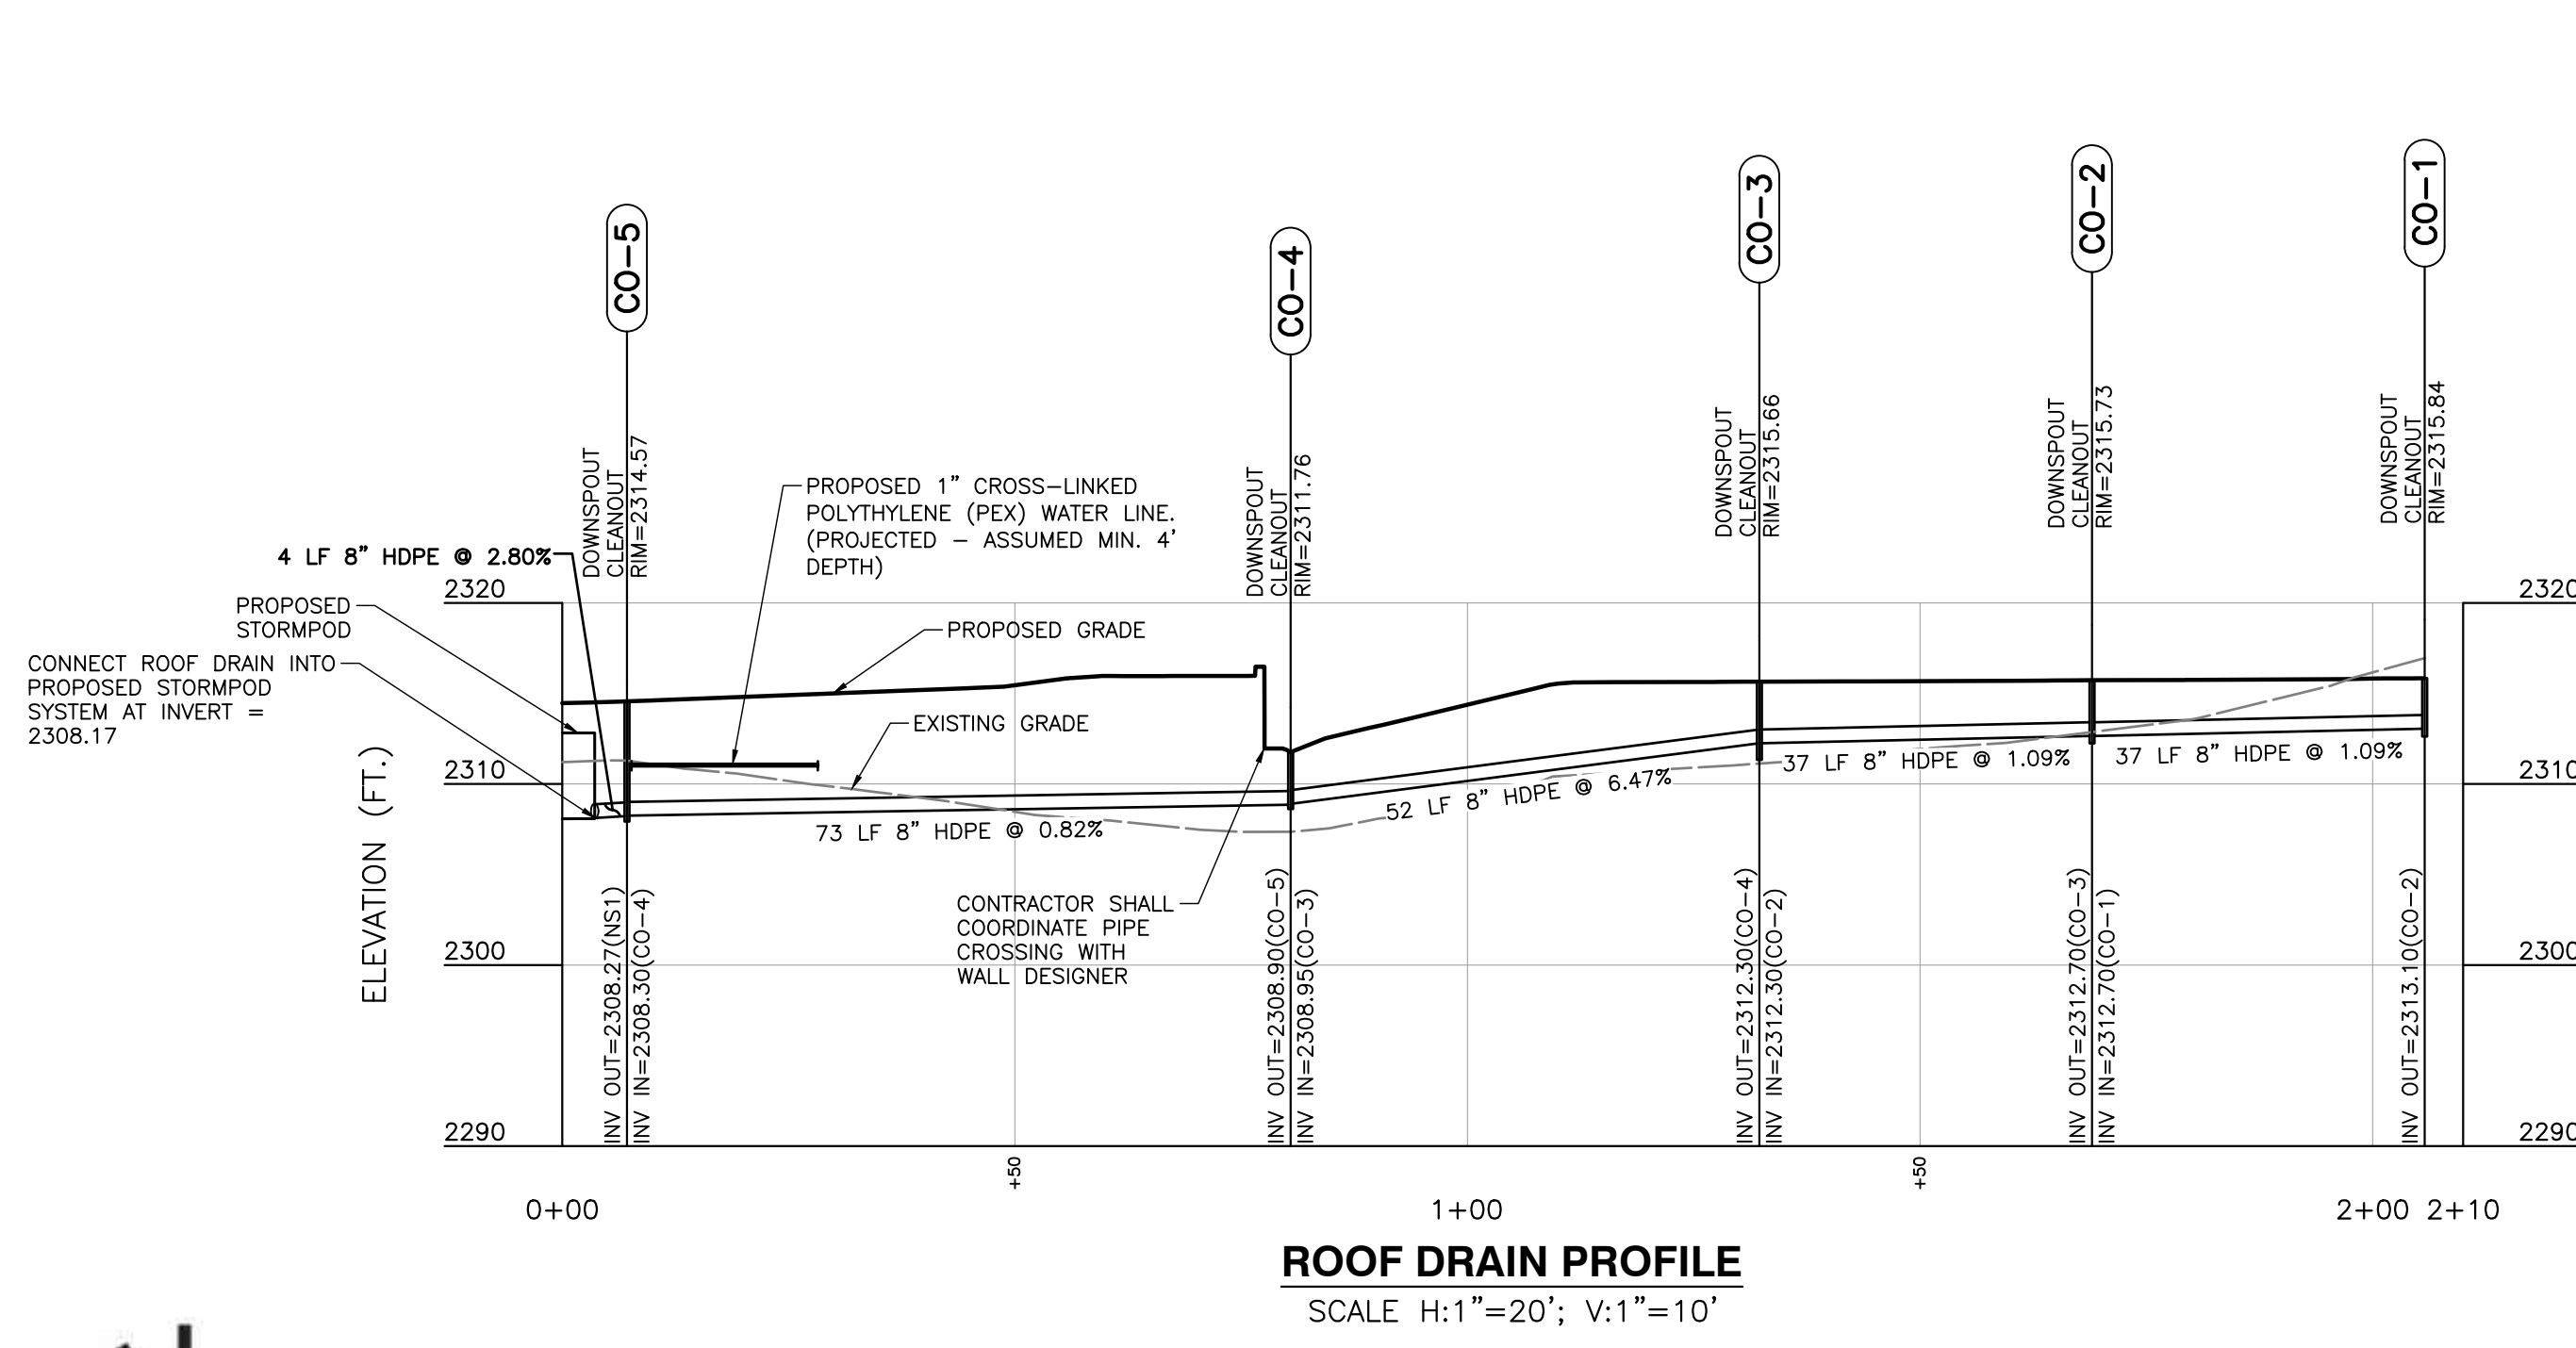 CO-5
CO-4
CO-3
CO-2
CO-1
DOWNSPOUT
CLEANOUT
RIM=2314.57
DOWNSPOUT
CLEANOUT
RIM=2311.76
DOWNSPOUT
CLEANOUT
RIM=2315.66
DOWNSPOUT
CLEANOUT
RIM=2315.73
DOWNSPOUT
CLEANOUT
RIM=2315.84
PROPOSED 1" CROSS-LINKED
POLYTHYLENE (PEX) WATER LINE.
(PROJECTED - ASSUMED MIN. 4'
DEPTH)
4 LF 8" HDPE @ 2.80%
PROPOSED
STORMPOD
CONNECT ROOF DRAIN INTO
PROPOSED STORMPOD
SYSTEM AT INVERT =
2308.17
PROPOSED GRADE
EXISTING GRADE
2320
2310
2300
2290
ELEVATION (FT.)
2320
2310
2300
2290
73 LF 8" HDPE @ 0.82%
52 LF 8" HDPE @ 6.47%
37 LF 8" HDPE @ 1.09%
37 LF 8" HDPE @ 1.09%
CONTRACTOR SHALL
COORDINATE PIPE
CROSSING WITH
WALL DESIGNER
INV OUT=2308.27(NS1)
INV IN=2308.30(CO-4)
INV OUT=2308.90(CO-5)
INV IN=2308.95(CO-3)
INV OUT=2312.30(CO-4)
INV IN=2312.30(CO-2)
INV OUT=2312.70(CO-3)
INV IN=2312.70(CO-1)
INV OUT=2313.10(CO-2)
+50
+50
0+00
1+00
2+00
2+10
ROOF DRAIN PROFILE
SCALE H:1"=20'; V:1"=10'